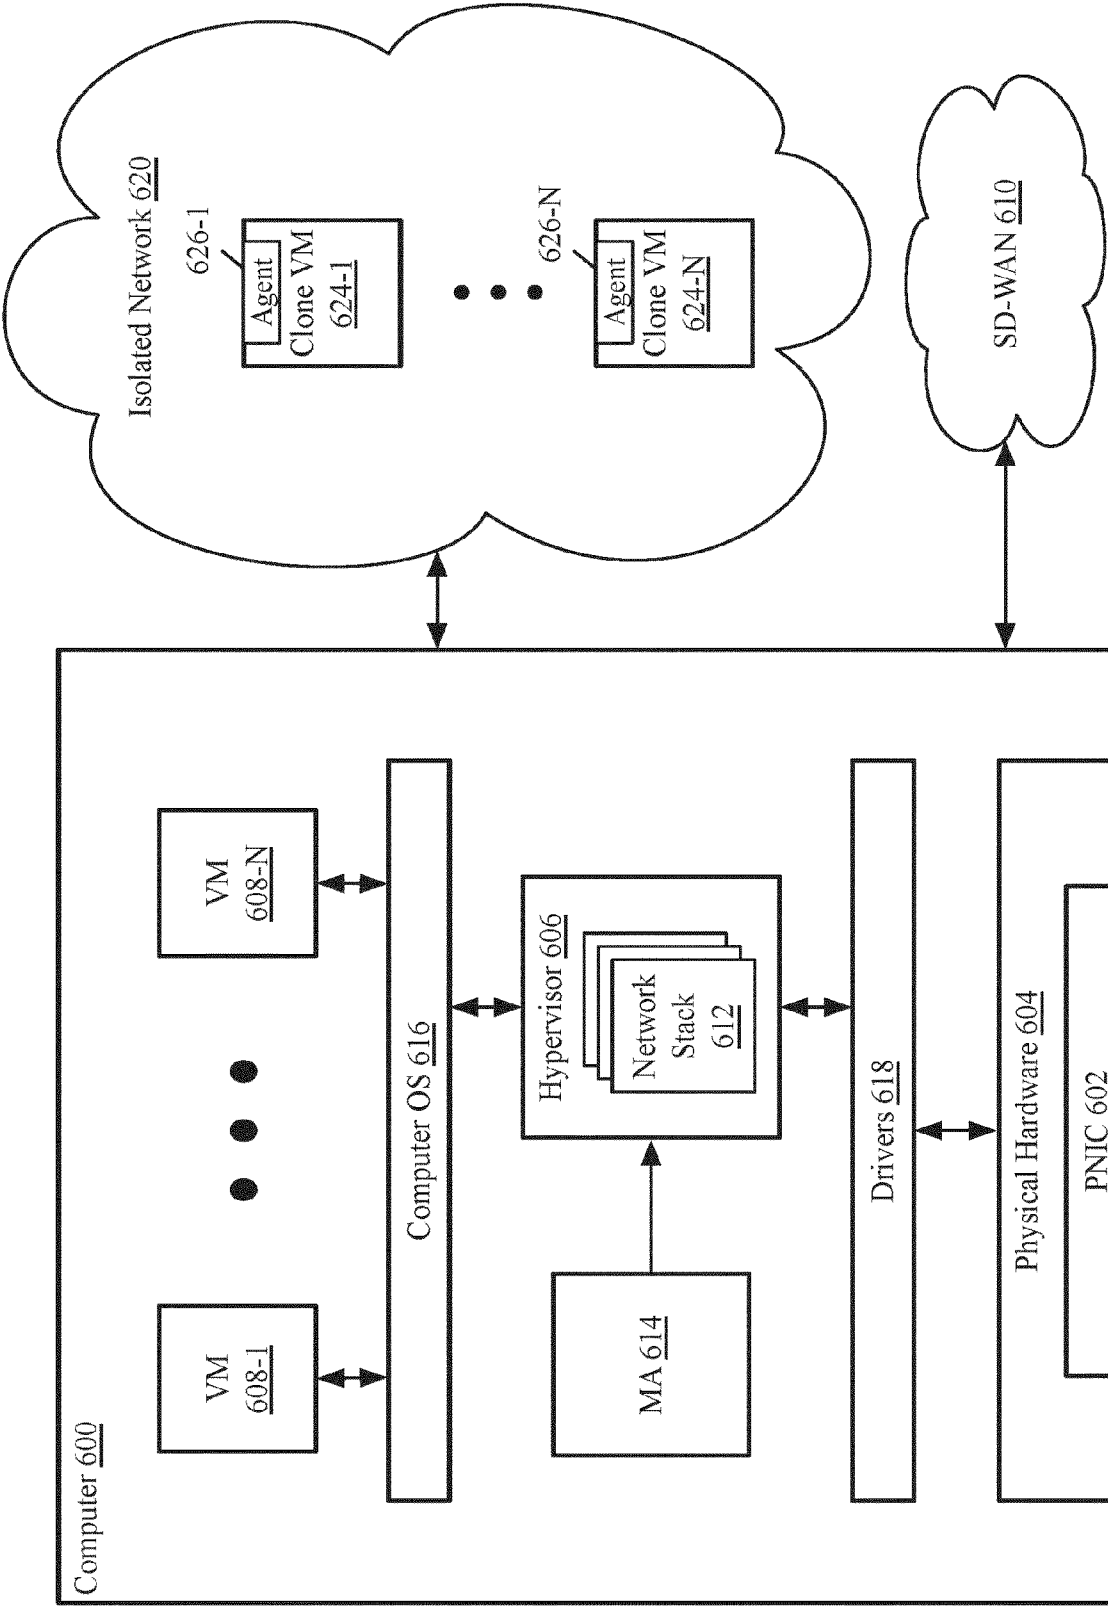 Computer 600
VM
608-1
VM
608-N
Computer OS 616
Hypervisor 606
Network
Stack
612
MA 614
Drivers 618
Physical Hardware 604
PNIC 602
Isolated Network 620
626-1
Agent
Clone VM
624-1
626-N
Agent
Clone VM
624-N
SD-WAN 610